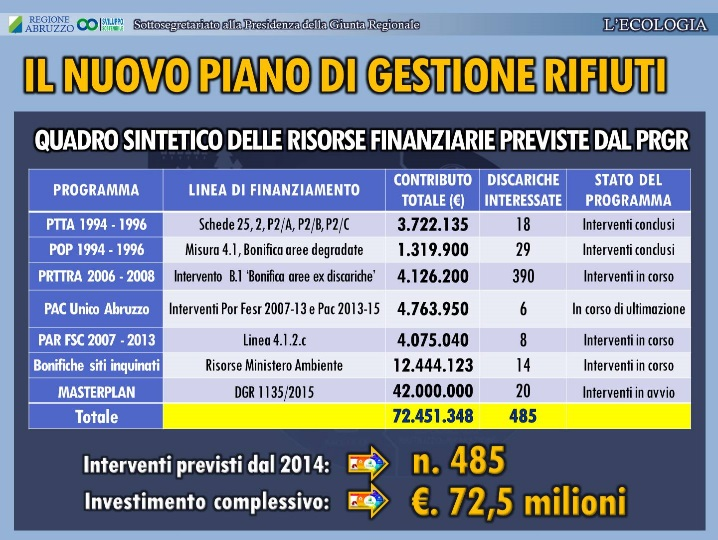 REGIONE
ABRUZZO
SVILUPPO
SOSTENIBILE
Sottosegretariato alla Presidenza della Giunta Regionale
L'ECOLOGIA
IL NUOVO PIANO DI GESTIONE RIFIUTI
QUADRO SINTETICO DELLE RISORSE FINANZIARIE PREVISTE DAL PRGR
PROGRAMMA LINEA DI FINANZIAMENTO CONTRIBUTO TOTALE (€) DISCARICHE INTERESSATE STATO DEL PROGRAMMA
PTTA 1994 - 1996 Schede 25, 2, P2/A, P2/B, P2/C 3.722.135 18 Interventi conclusi
POP 1994 - 1996 Misura 4.1, Bonifica aree degradate 1.319.900 29 Interventi conclusi
PRTTRA 2006 - 2008 Intervento B.1 'Bonifica aree ex discariche' 4.126.200 390 Interventi in corso
PAC Unico Abruzzo Interventi Por Fesr 2007-13 e Pac 2013-15 4.763.950 6 In corso di ultimazione
PAR FSC 2007 - 2013 Linea 4.1.2.c 4.075.040 8 Interventi in corso
Bonifiche siti inquinati Risorse Ministero Ambiente 12.444.123 14 Interventi in corso
MASTERPLAN DGR 1135/2015 42.000.000 20 Interventi in avvio
Totale 72.451.348 485
Interventi previsti dal 2014: n. 485
Investimento complessivo: €. 72,5 milioni